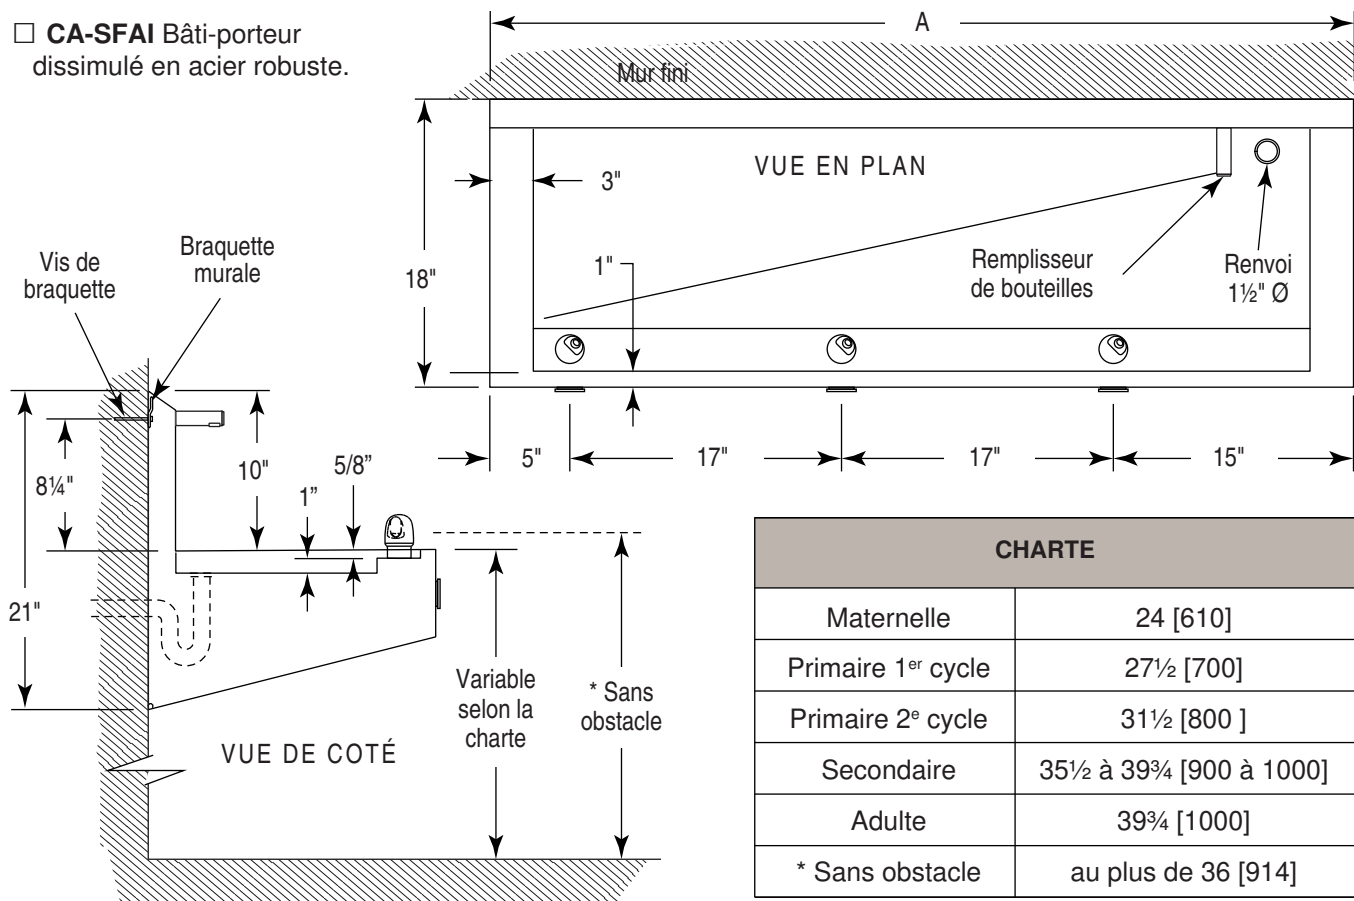 ☐ CA-SFAI Bâti-porteur
dissimulé en acier robuste.
A
Mur fini
VUE EN PLAN
3"
18"
1"
Remplisseur
de bouteilles
Renvoi
1½" Ø
5"
17"
17"
15"
Vis de
braquette
Braquette
murale
8¼"
10"
5/8”
1”
21"
Variable
selon la
charte
* Sans
obstacle
VUE DE COTÉ
CHARTE
Maternelle 24 [610]
Primaire 1er cycle 27½ [700]
Primaire 2e cycle 31½ [800 ]
Secondaire 35½ à 39¾ [900 à 1000]
Adulte 39¾ [1000]
* Sans obstacle au plus de 36 [914]